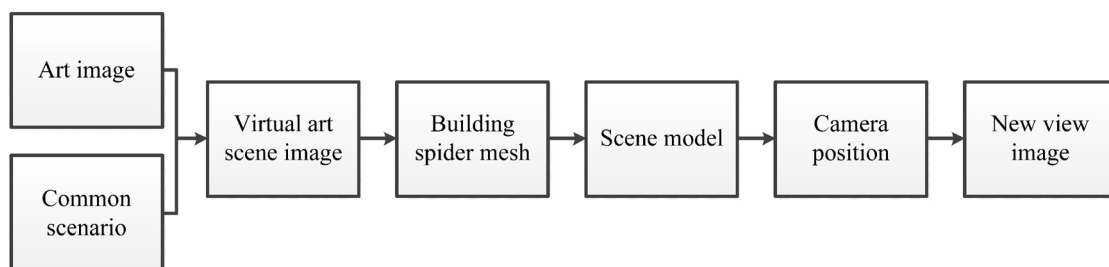 Art image
Common
scenario
Virtual art
scene image
Building
spider mesh
Scene model
Camera
position
New view
image